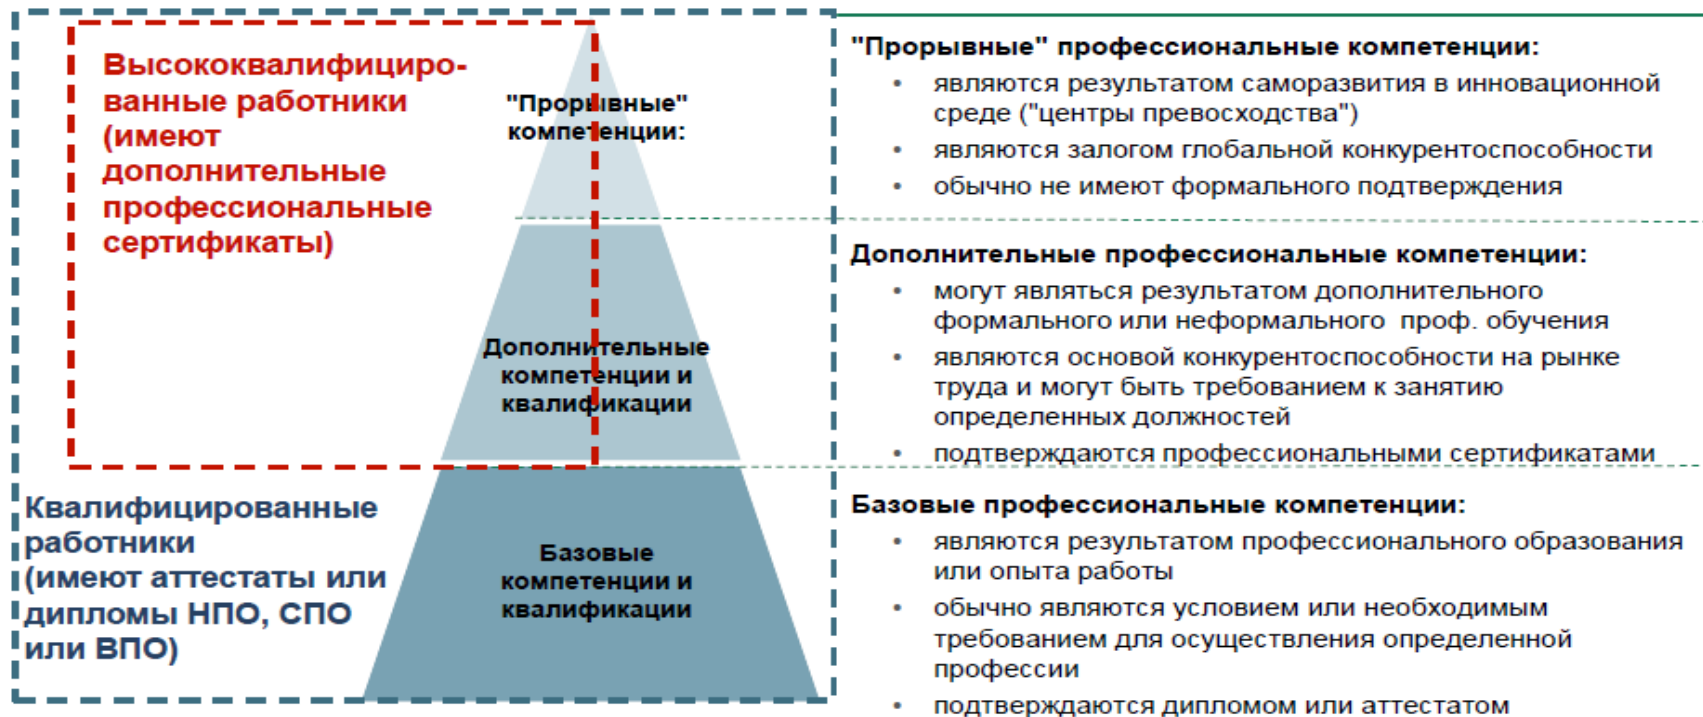 Высококвалифициро-
ванные работники
(имеют
дополнительные
профессиональные
сертификаты)
Квалифицированные
работники
(имеют аттестаты или
дипломы НПО, СПО
или ВПО)
"Прорывные"
компетенции:
Дополнительные
компетенции и
квалификации
Базовые
компетенции и
квалификации
"Прорывные" профессиональные компетенции:
• являются результатом саморазвития в инновационной
среде ("центры превосходства")
• являются залогом глобальной конкурентоспособности
• обычно не имеют формального подтверждения
Дополнительные профессиональные компетенции:
• могут являться результатом дополнительного
формального или неформального проф. обучения
• являются основой конкурентоспособности на рынке
труда и могут быть требованием к занятию
определенных должностей
• подтверждаются профессиональными сертификатами
Базовые профессиональные компетенции:
• являются результатом профессионального образования
или опыта работы
• обычно являются условием или необходимым
требованием для осуществления определенной
профессии
• подтверждаются дипломом или аттестатом